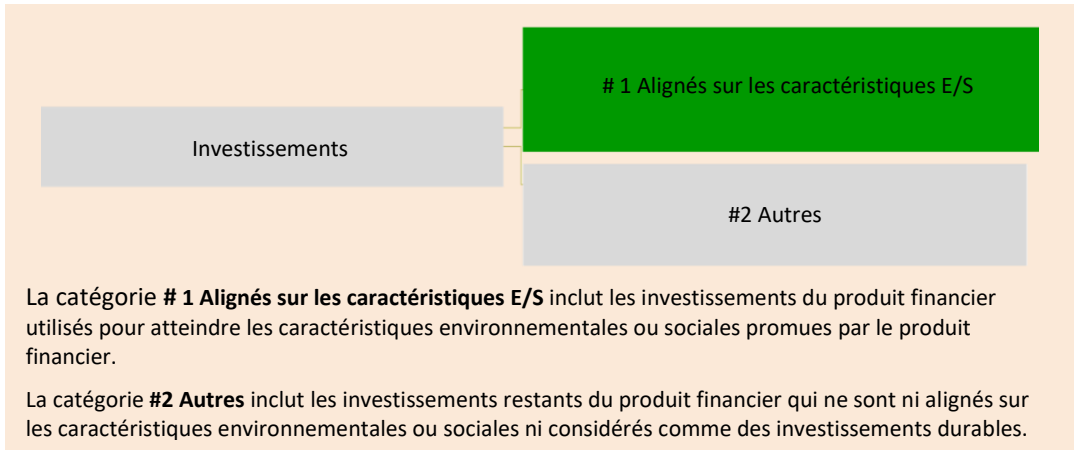 # 1 Alignés sur les caractéristiques E/S
Investissements
#2 Autres
La catégorie # 1 Alignés sur les caractéristiques E/S inclut les investissements du produit financier
utilisés pour atteindre les caractéristiques environnementales ou sociales promues par le produit
financier.
La catégorie #2 Autres inclut les investissements restants du produit financier qui ne sont ni alignés sur
les caractéristiques environnementales ou sociales ni considérés comme des investissements durables.